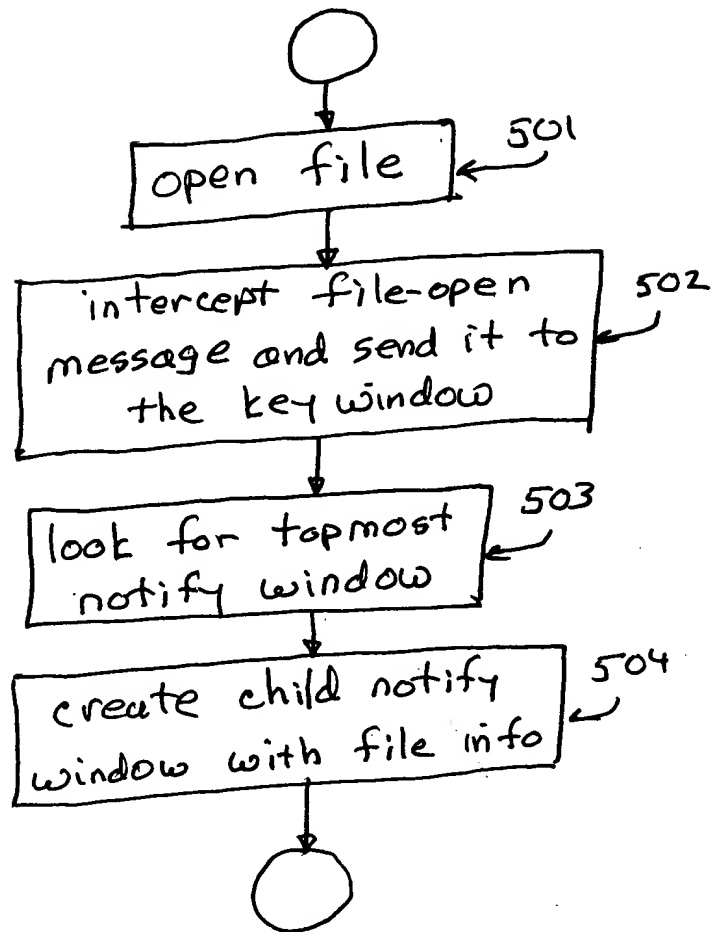 open file
501
intercept file-open
message and send it to
the key window
502
look for topmost
notify window
503
create child notify
window with file info
504